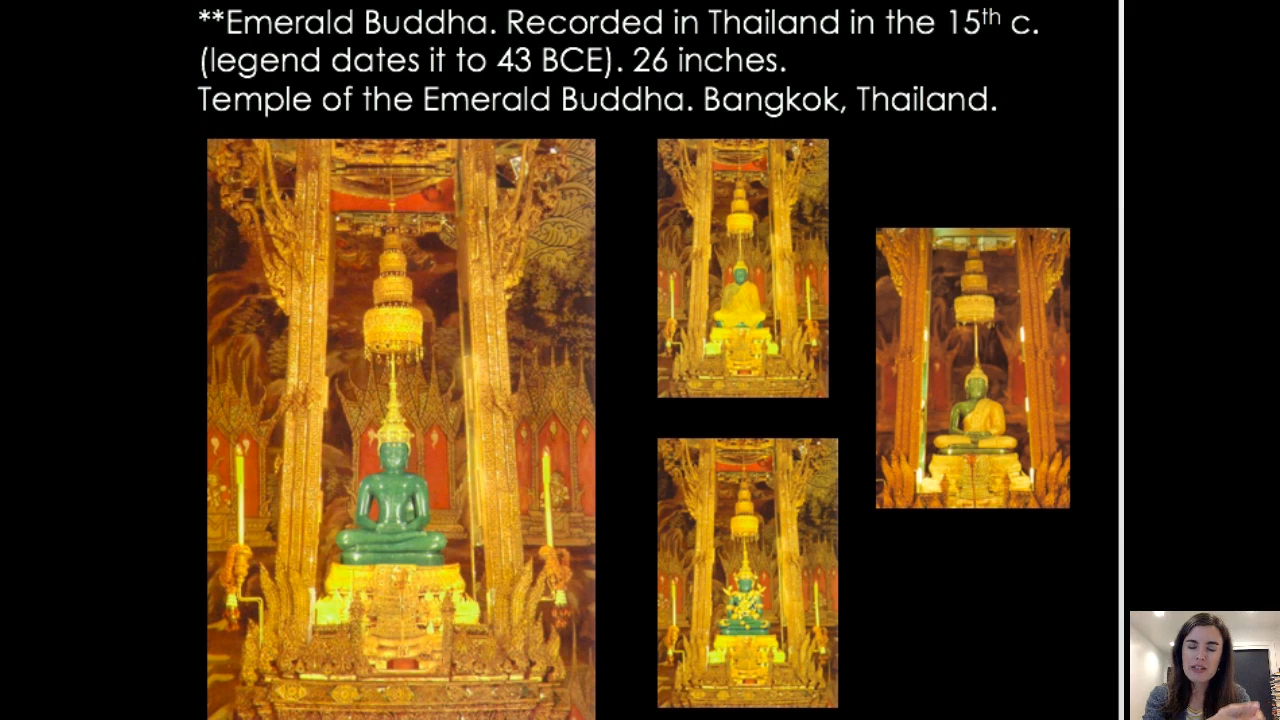 **Emerald Buddha. Recorded in Thailand in the 15th c.
(legend dates it to 43 BCE). 26 inches.
Temple of the Emerald Buddha. Bangkok, Thailand.